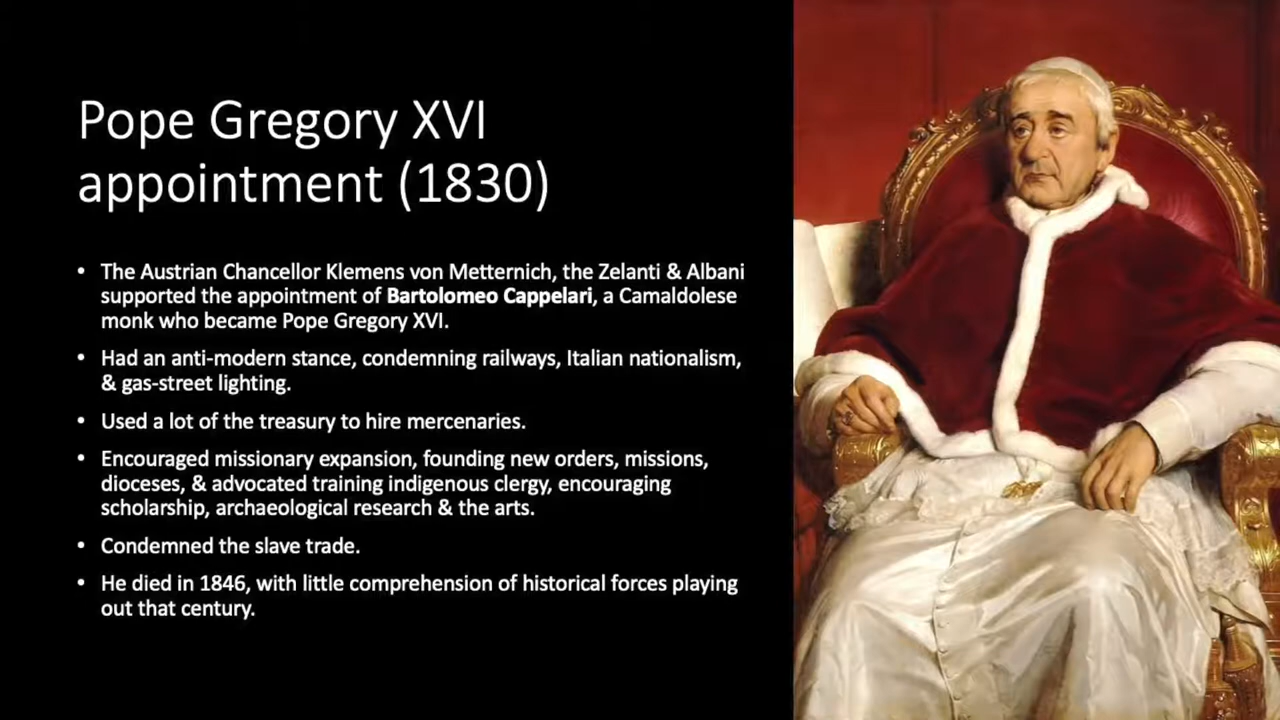 Pope Gregory XVI
appointment (1830)
• The Austrian Chancellor Klemens von Metternich, the Zelanti & Albani
supported the appointment of Bartolomeo Cappelari, a Camaldolese
monk who became Pope Gregory XVI.
• Had an anti-modern stance, condemning railways, Italian nationalism,
& gas-street lighting.
• Used a lot of the treasury to hire mercenaries.
• Encouraged missionary expansion, founding new orders, missions,
dioceses, & advocated training indigenous clergy, encouraging
scholarship, archaeological research & the arts.
• Condemned the slave trade.
• He died in 1846, with little comprehension of historical forces playing
out that century.